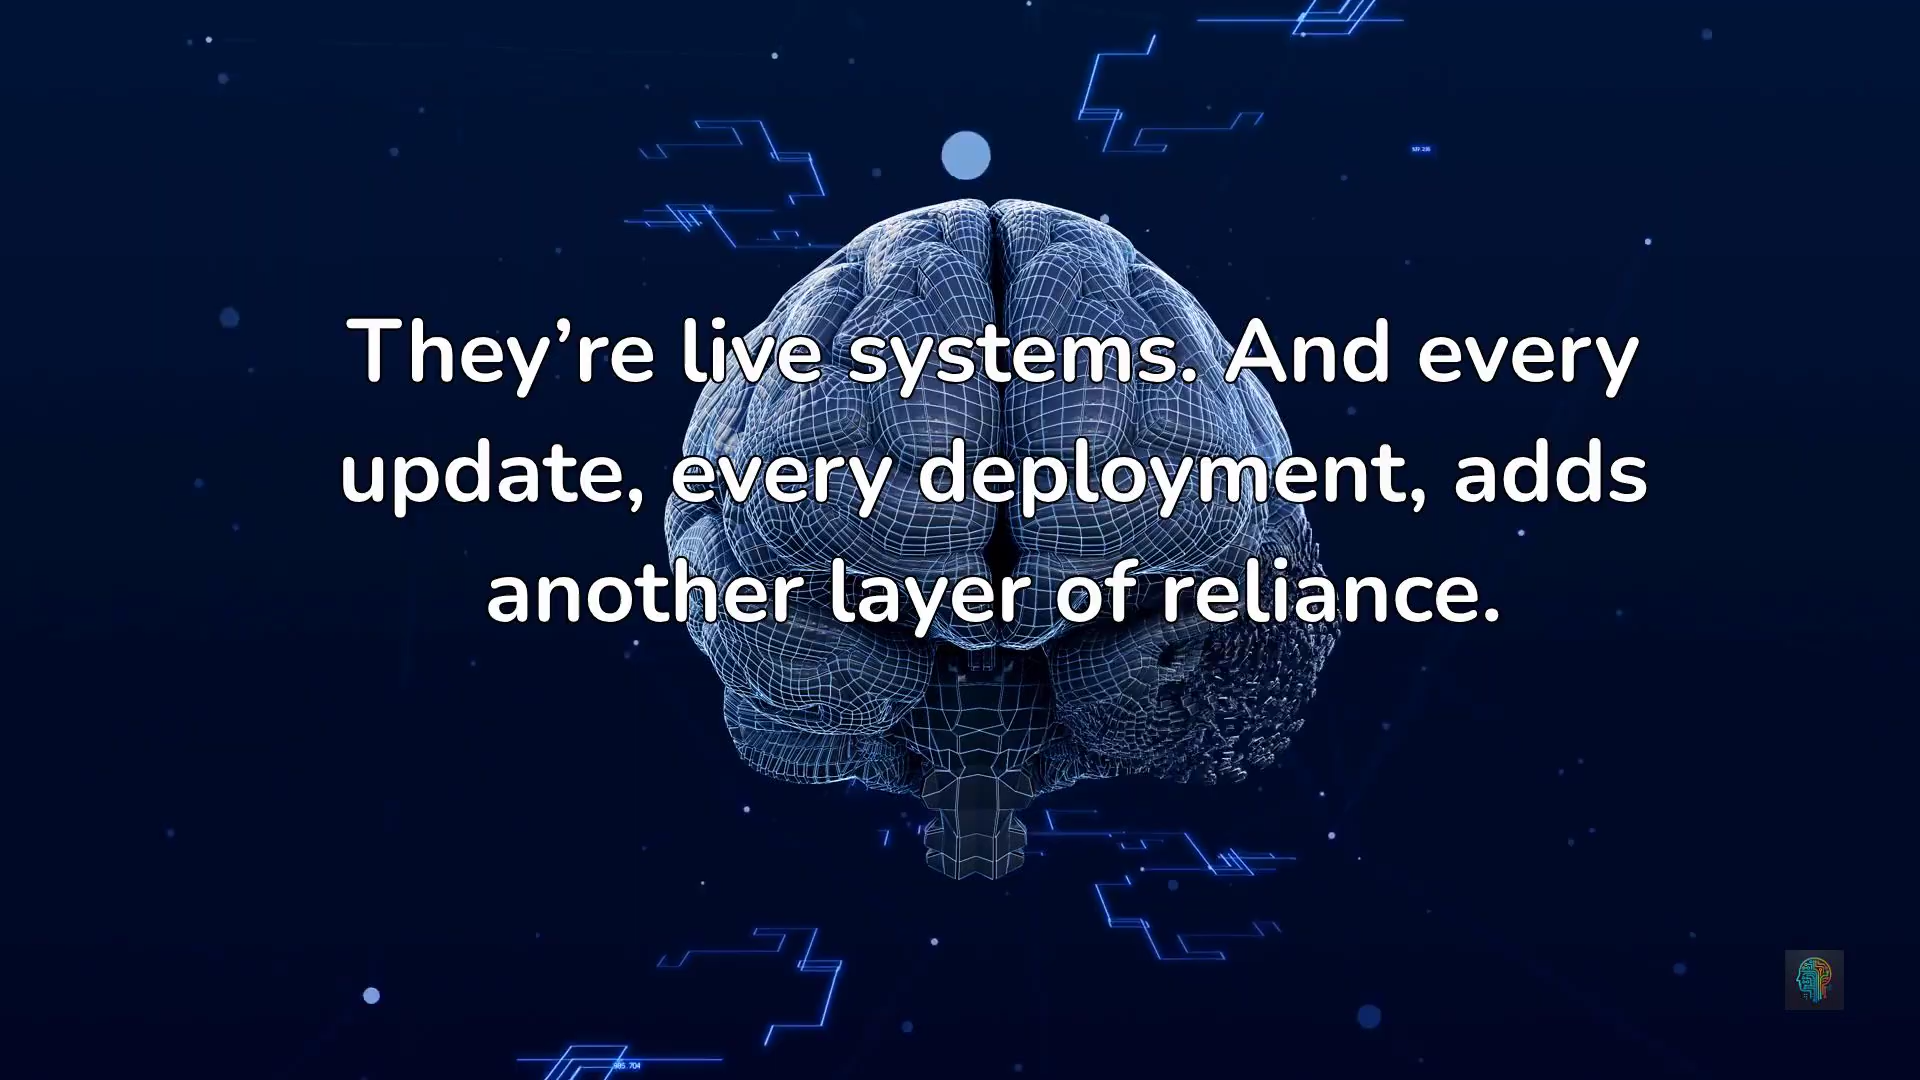 They’re live systems. And every
update, every deployment, adds
another layer of reliance.